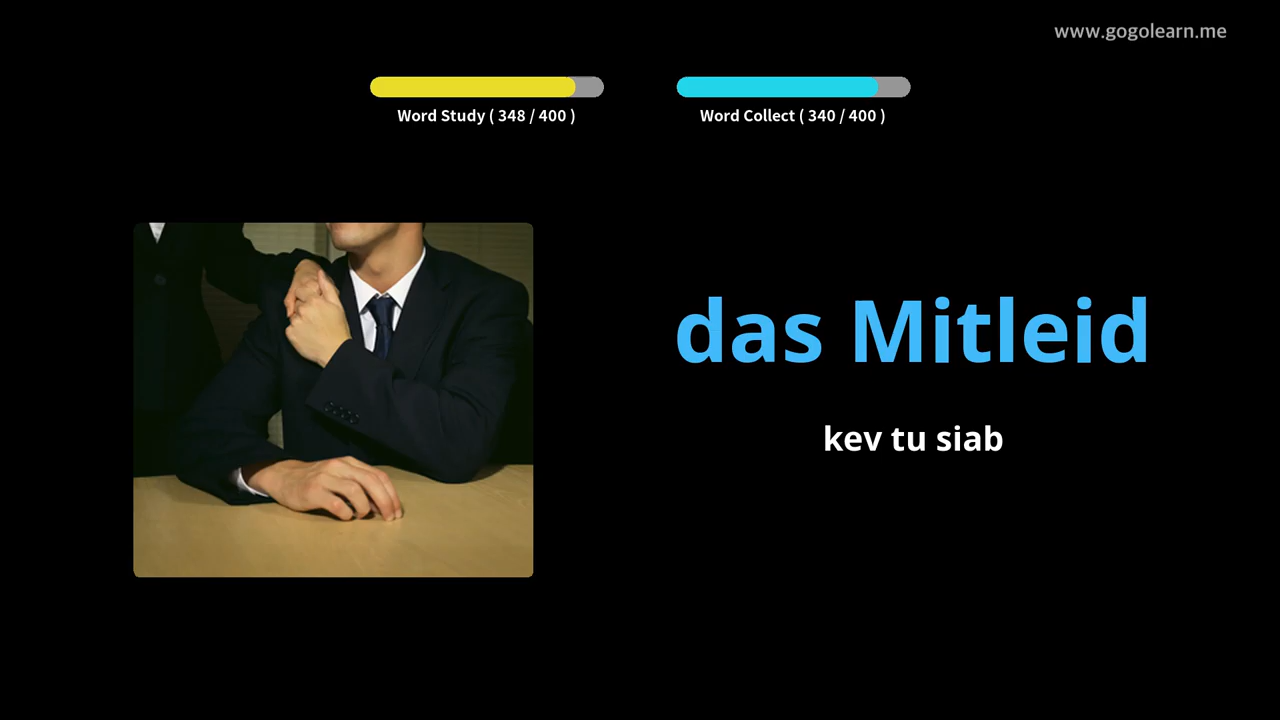 www.gogolearn.me
Word Study ( 348 / 400 )
Word Collect ( 340 / 400 )
das Mitleid
kev tu siab